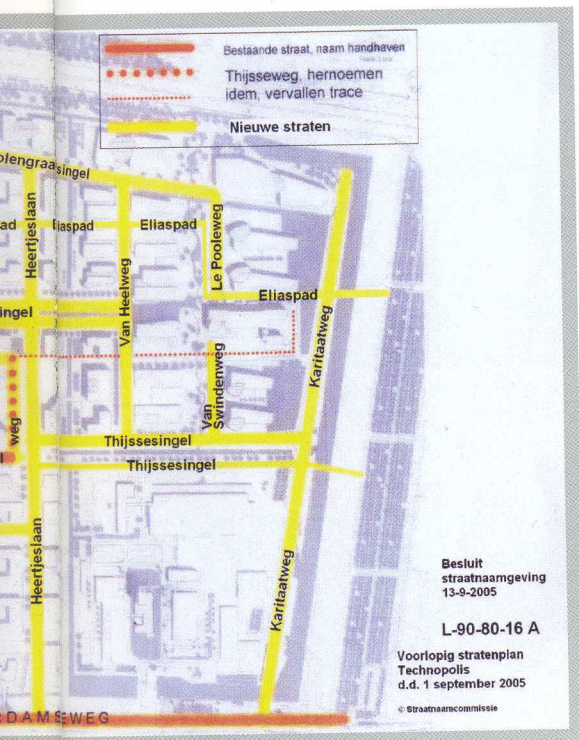 Bestaande straat, naam handhaven
Thijsseweg, hernoemen
idem, vervallen trace
Nieuwe straten
olengraafsingel
Heertjeslaan
ad
Eliaspad
Eliaspad
Le Pooleweg
Van Heelweg
Eliaspad
ingel
Karitaatweg
Van
Swindenweg
weg
Thijssesingel
Thijssesingel
Heertjeslaan
Karitaatweg
RDAMSEWEG
Besluit
straatnaamgeving
13-9-2005
L-90-80-16 A
Voorlopig stratenplan
Technopolis
d.d. 1 september 2005
© Straatnaamcommissie